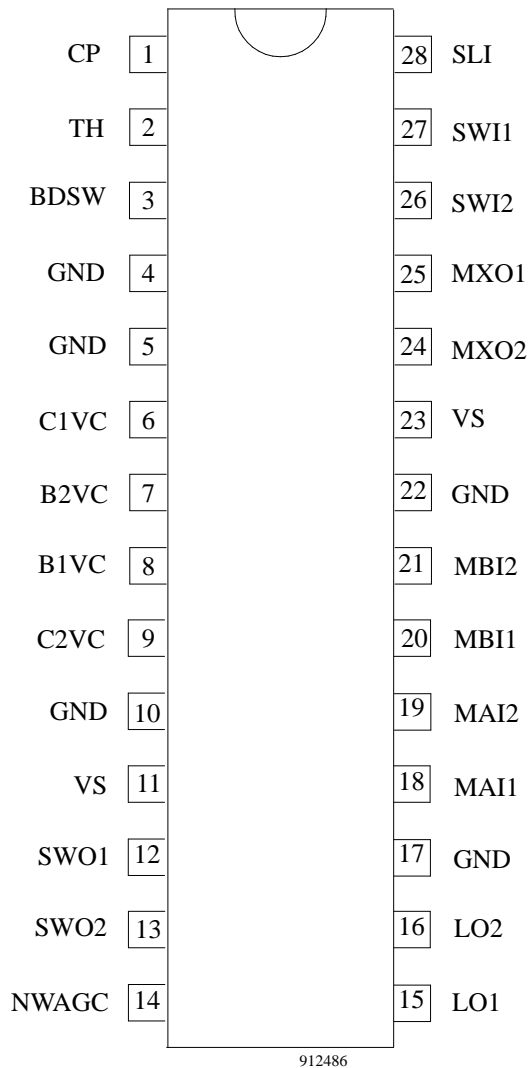 CP 1 28 SLI
TH 2 27 SWI1
BDSW 3 26 SWI2
GND 4 25 MXO1
GND 5 24 MXO2
C1VC 6 23 VS
B2VC 7 22 GND
B1VC 8 21 MBI2
C2VC 9 20 MBI1
GND 10 19 MAI2
VS 11 18 MAI1
SWO1 12 17 GND
SWO2 13 16 LO2
NWAGC 14 15 LO1
912486